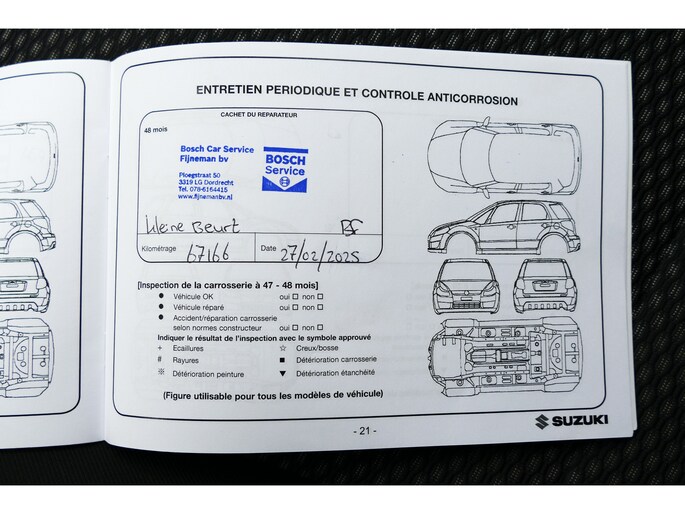 ENTRETIEN PERIODIQUE ET CONTROLE ANTICORROSION
CACHET DU REPARATEUR
48 mois
Bosch Car Service
Fijneman bv
Ploegstraat 50
3319 LG Dordrecht
Tel. 078-6164415
www.fijnemanbv.nl
BOSCH
Service
kleine Beurt
Kilométrage 67166 Date 27/02/2025
[Inspection de la carrosserie à 47 - 48 mois]
● Véhicule OK oui □ non □
● Véhicule réparé oui □ non □
● Accident/réparation carrosserie
selon normes constructeur oui □ non □
Indiquer le résultat de l'inspection avec le symbole approuvé
+ Ecaillures ☆ Creux/bosse
# Rayures ■ Détérioration carrosserie
※ Détérioration peinture ▼ Détérioration étanchéité
(Figure utilisable pour tous les modèles de véhicule)
SUZUKI
- 21 -